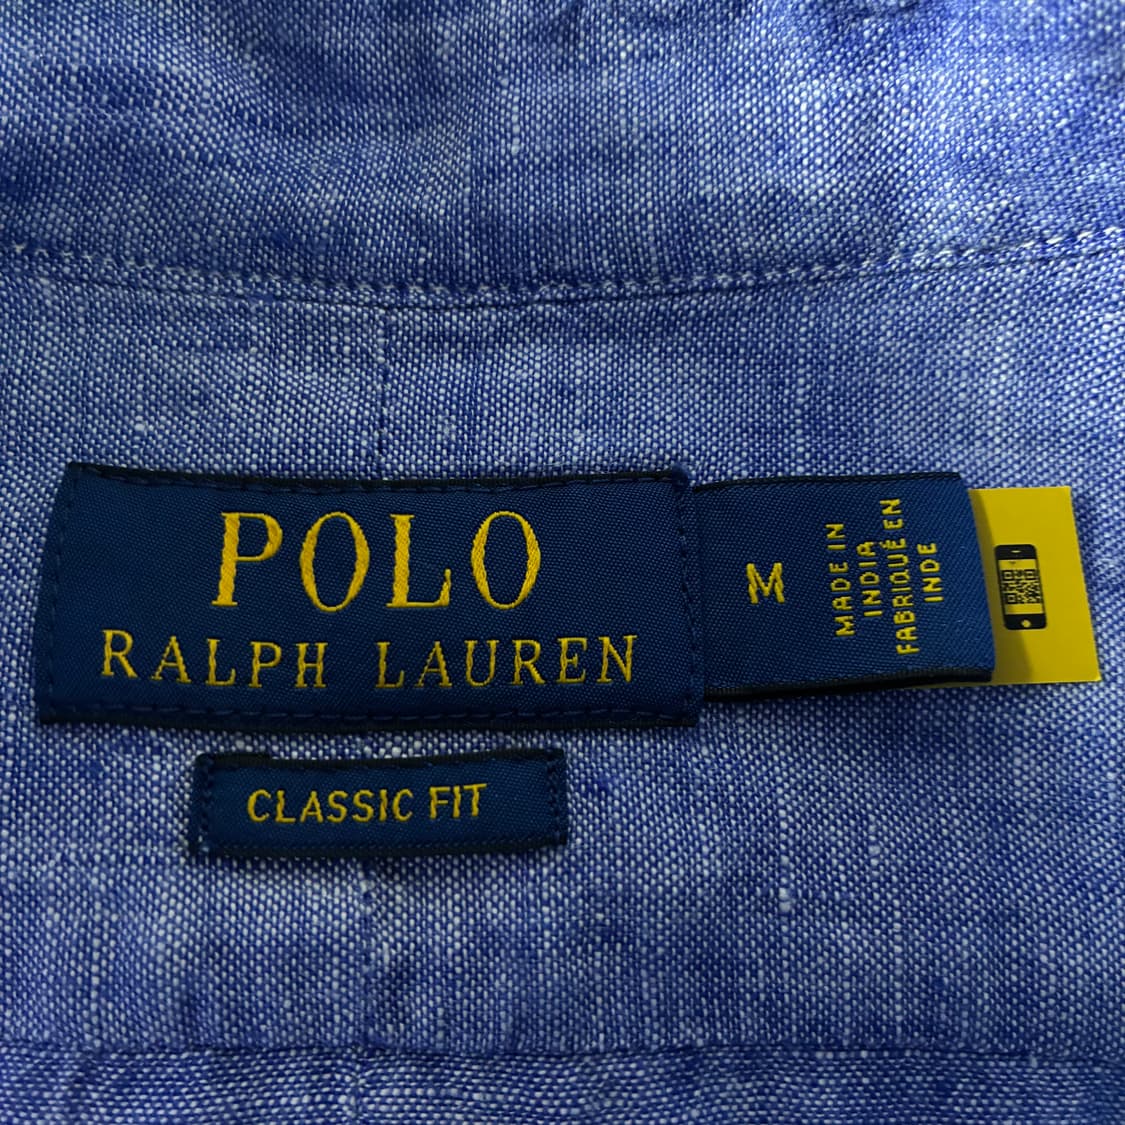 POLO
RALPH LAUREN
M
MADE IN
INDIA
FABRIQUÉ EN
INDE
CLASSIC FIT